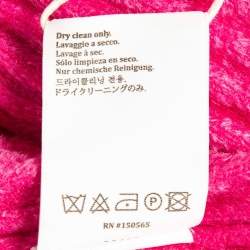 Dry clean only.
Lavaggio a secco.
Lavage à sec.
Sólo limpieza en seco.
Nur chemische Reinigung.
드라이클리닝 전용.
ドライクリーニングのみ.
RN #150565